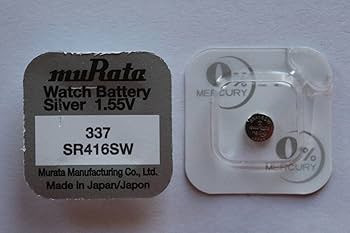 muRata
Watch Battery
Silver 1.55V
337
SR416SW
Murata Manufacturing Co., Ltd.
Made in Japan/Japon
0%
MERCURY
0%
MERCURY